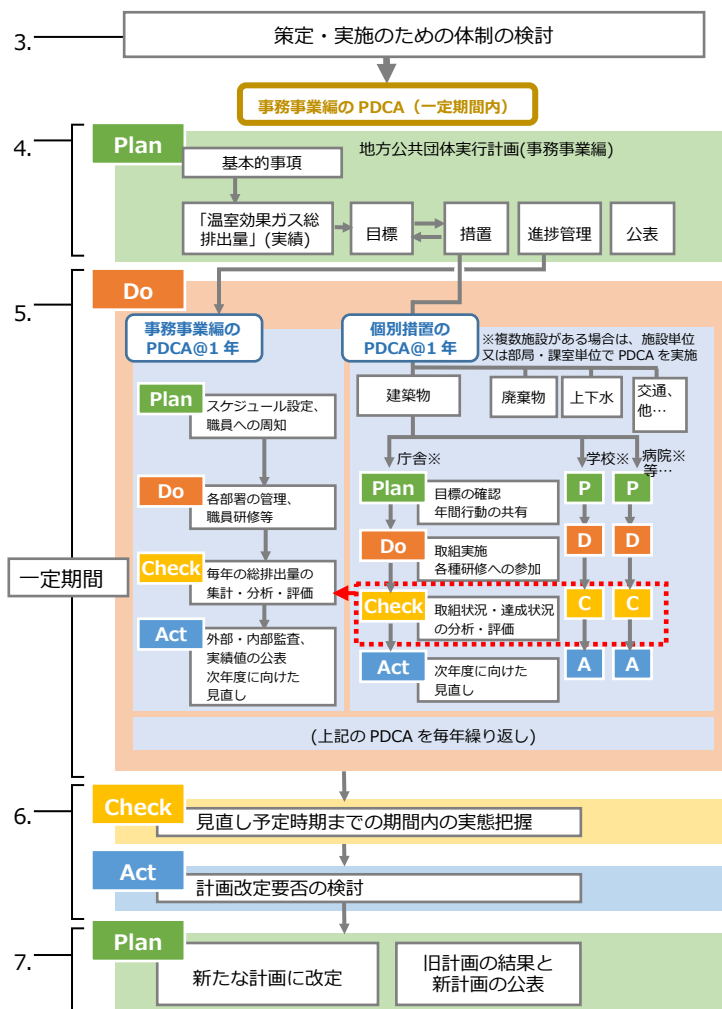 3.
策定・実施のための体制の検討
事務事業編の PDCA（一定期間内）
4.
Plan
地方公共団体実行計画(事務事業編)
基本的事項
「温室効果ガス総
排出量」(実績)
目標
措置
進捗管理
公表
5.
Do
一定期間
事務事業編の
PDCA@1 年
Plan
スケジュール設定、
職員への周知
Do
各部署の管理、
職員研修等
Check
毎年の総排出量の
集計・分析・評価
Act
外部・内部監査、
実績値の公表
次年度に向けた
見直し
個別措置の
PDCA@1 年
※複数施設がある場合は、施設単位
又は部局・課室単位で PDCA を実施
建築物
廃棄物
上下水
交通、
他…
庁舎※
学校※
病院※
等…
Plan
目標の確認
年間行動の共有
P
P
Do
取組実施
各種研修への参加
D
D
Check
取組状況・達成状況
の分析・評価
C
C
Act
次年度に向けた
見直し
A
A
(上記の PDCA を毎年繰り返し)
6.
Check
見直し予定時期までの期間内の実態把握
Act
計画改定要否の検討
7.
Plan
新たな計画に改定
旧計画の結果と
新計画の公表